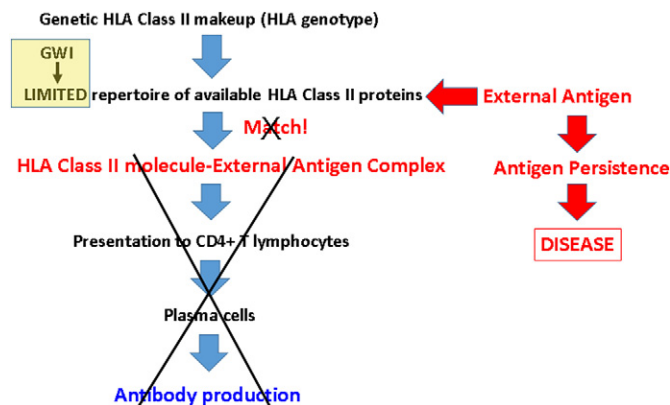 Genetic HLA Class II makeup (HLA genotype)
GWI
LIMITED repertoire of available HLA Class II proteins
External Antigen
Match!
HLA Class II molecule-External Antigen Complex
Antigen Persistence
Presentation to CD4+ T lymphocytes
DISEASE
Plasma cells
Antibody production